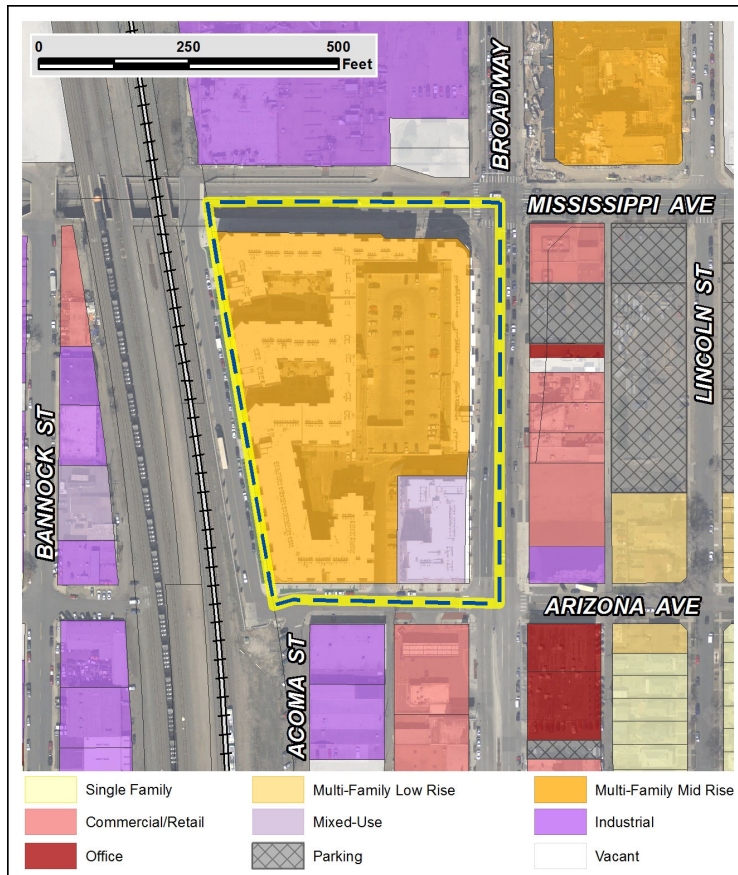 0 250 500
Feet
BROADWAY
MISSISSIPPI AVE
LINCOLN ST
BANNOCK ST
ARIZONA AVE
ACOMA ST
Single Family
Multi-Family Low Rise
Multi-Family Mid Rise
Commercial/Retail
Mixed-Use
Industrial
Office
Parking
Vacant